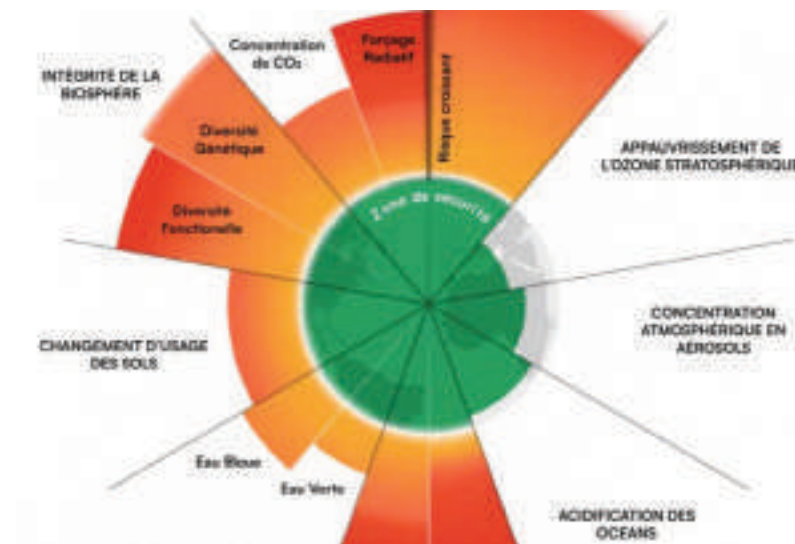 Concentration
de CO₂
Forçage
Radiatif
Risque croissant
INTÉGRITÉ DE LA
BIOSPHÈRE
Diversité
Génétique
Diversité
Fonctionelle
Zone de sécurité
APPAUVRISSEMENT DE
L'OZONE STRATOSPHÉRIQUE
CONCENTRATION
ATMOSPHÉRIQUE EN
AÉROSOLS
CHANGEMENT D'USAGE
DES SOLS
Eau Bleue
Eau Verte
ACIDIFICATION DES
OCEANS